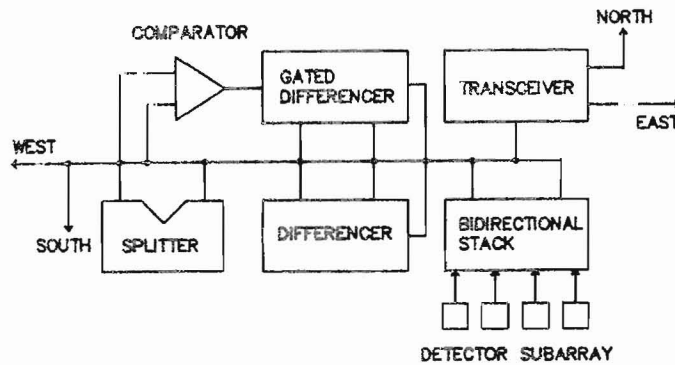 NORTH
COMPARATOR
GATED
DIFFERENCER
TRANSCEIVER
EAST
WEST
SOUTH
SPLITTER
DIFFERENCER
BIDIRECTIONAL
STACK
DETECTOR SUBARRAY